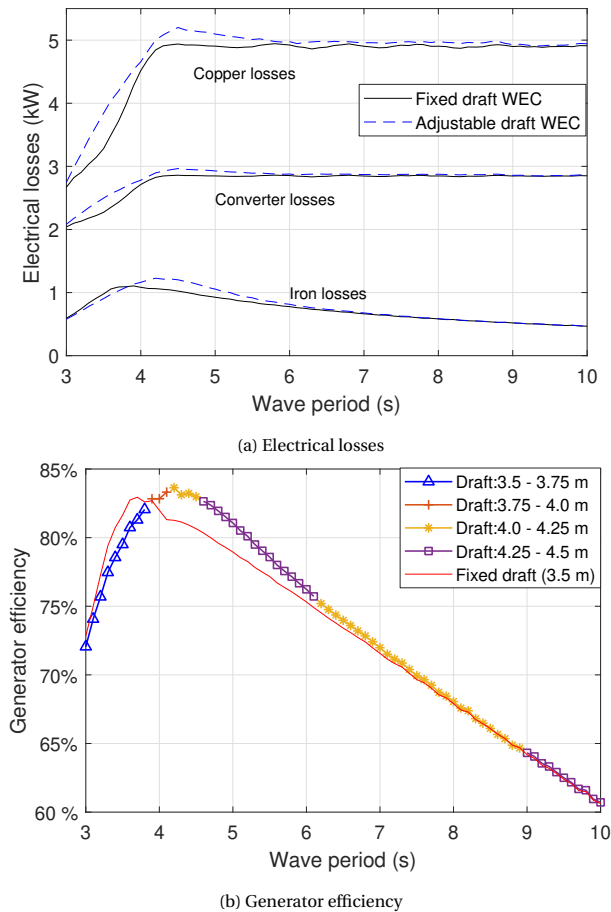 5
4
3
2
1
0
Electrical losses (kW)
Copper losses
Converter losses
Iron losses
Fixed draft WEC
Adjustable draft WEC
3 4 5 6 7 8 9 10
Wave period (s)
(a) Electrical losses
85%
80%
75%
70%
65%
60 %
Generator efficiency
Draft:3.5 - 3.75 m
Draft:3.75 - 4.0 m
Draft:4.0 - 4.25 m
Draft:4.25 - 4.5 m
Fixed draft (3.5 m)
3 4 5 6 7 8 9 10
Wave period (s)
(b) Generator efficiency